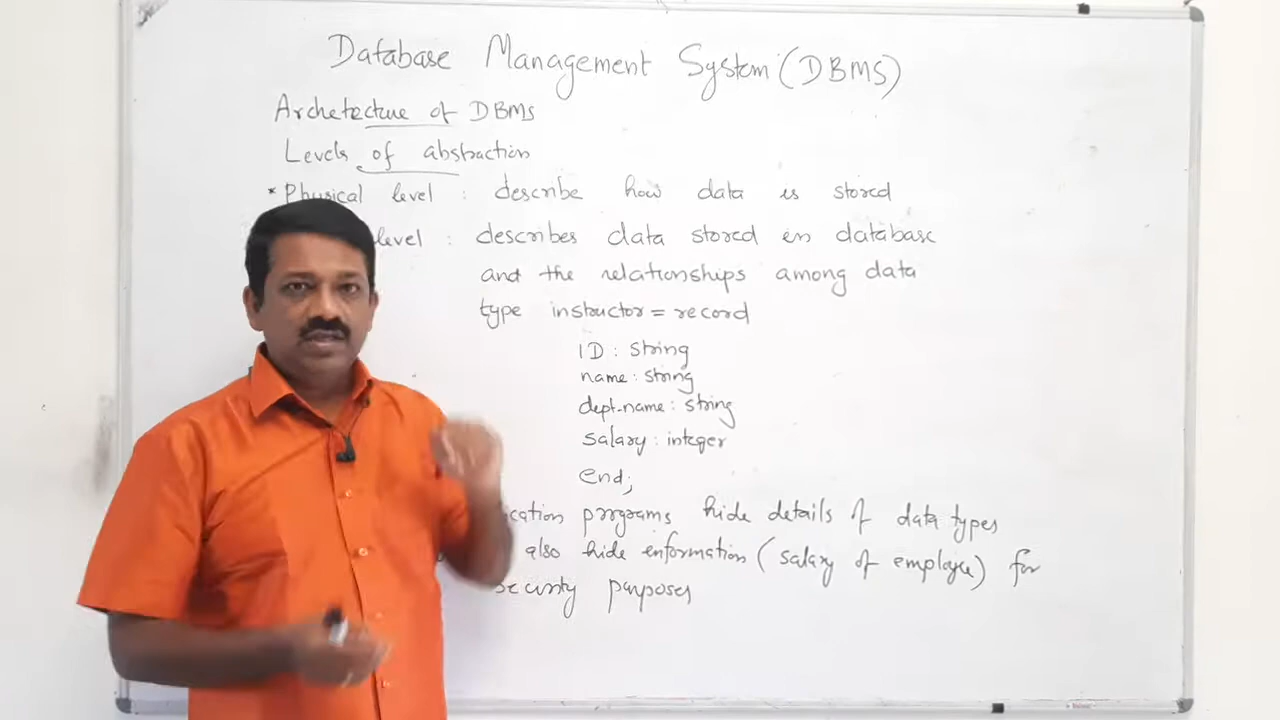 Database Management System (DBMS)
Archetecture of DBMS
Levels of abstraction
* Physical level : describe how data is stored
level : describes data stored in database
and the relationships among data
type instructor = record
ID : string
name : string
dept-name : string
salary : integer
end;
programs hide details of data types
also hide information ( salary of employee) for
security purposes